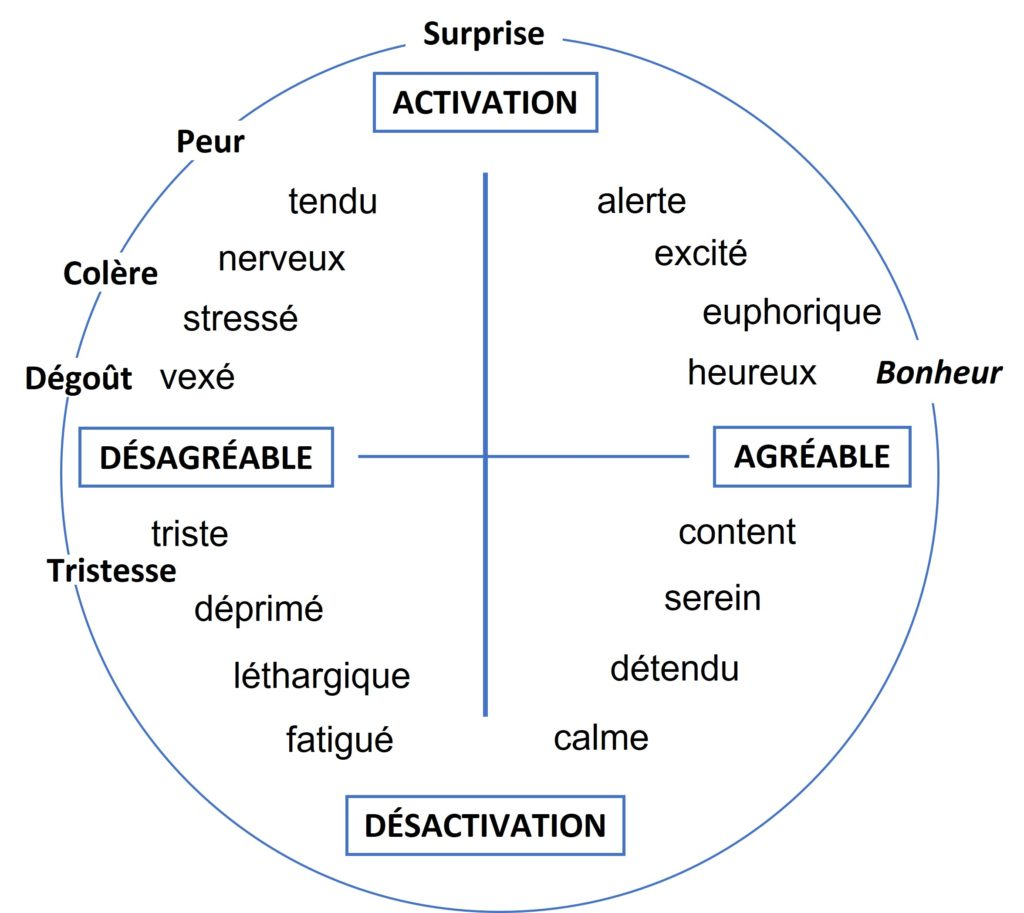 Surprise
ACTIVATION
Peur
tendu
alerte
excité
nerveux
Colère
stressé
euphorique
Dégoût
vexé
heureux
Bonheur
DÉSAGRÉABLE
AGRÉABLE
triste
content
Tristesse
serein
déprimé
détendu
léthargique
fatigué
calme
DÉSACTIVATION